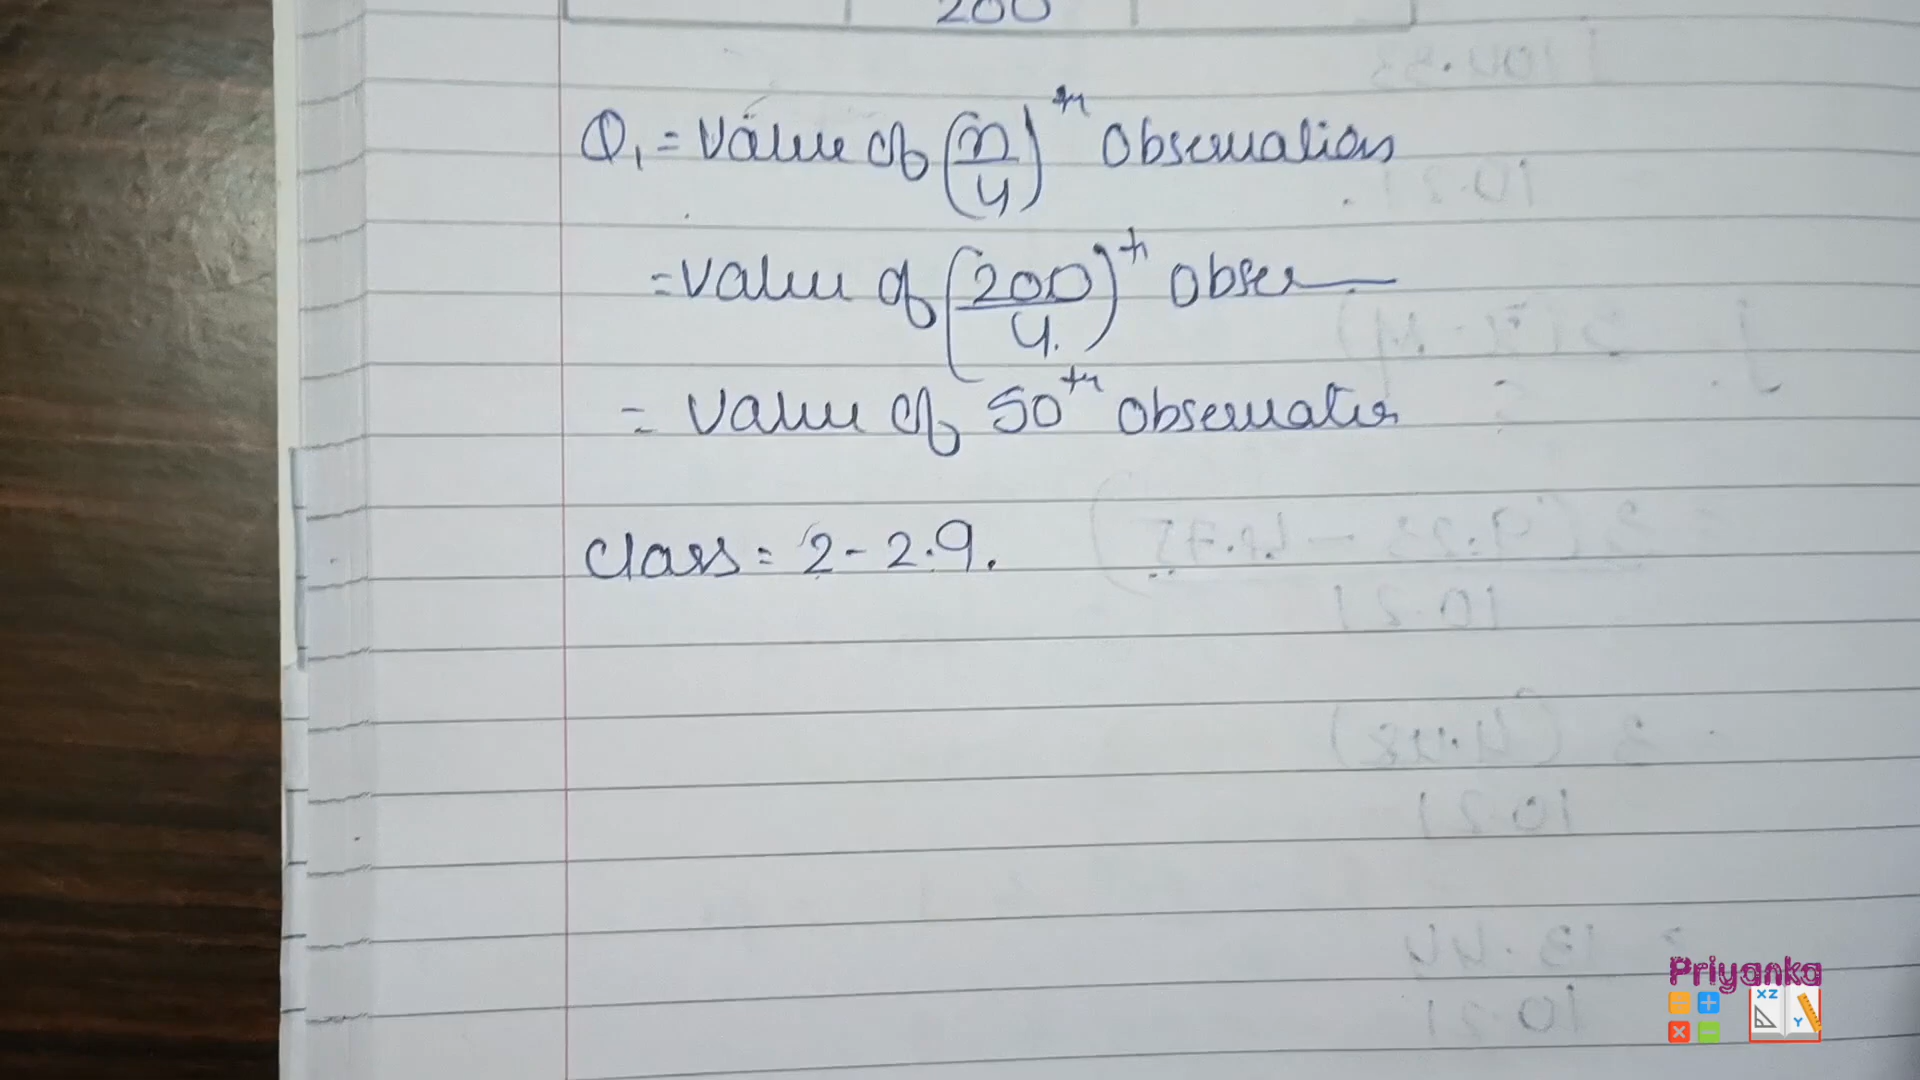 200
Q₁ = Value of (n/4)ᵗʰ Observation
= Value of (200/4.)ᵗʰ Obser—
= Value of 50ᵗʰ Observation
Class = 2 - 2.9.
Priyanka
XZ
Y